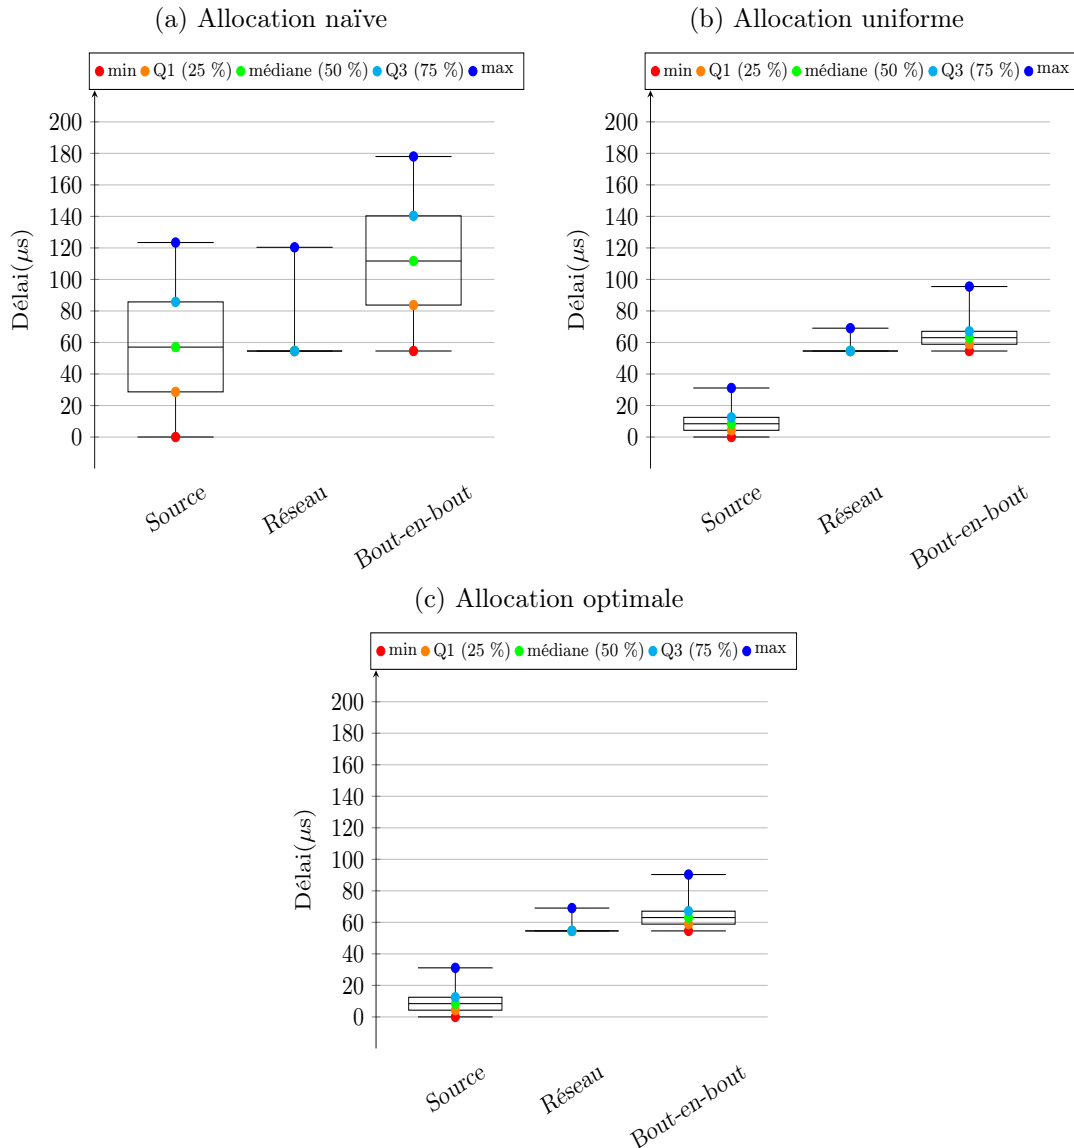 (a) Allocation naïve
min Q1 (25 %) médiane (50 %) Q3 (75 %) max
200
180
160
140
120
100
80
60
40
20
0
Délai(μs)
Source
Réseau
Bout-en-bout
(b) Allocation uniforme
min Q1 (25 %) médiane (50 %) Q3 (75 %) max
200
180
160
140
120
100
80
60
40
20
0
Délai(μs)
Source
Réseau
Bout-en-bout
(c) Allocation optimale
min Q1 (25 %) médiane (50 %) Q3 (75 %) max
200
180
160
140
120
100
80
60
40
20
0
Délai(μs)
Source
Réseau
Bout-en-bout